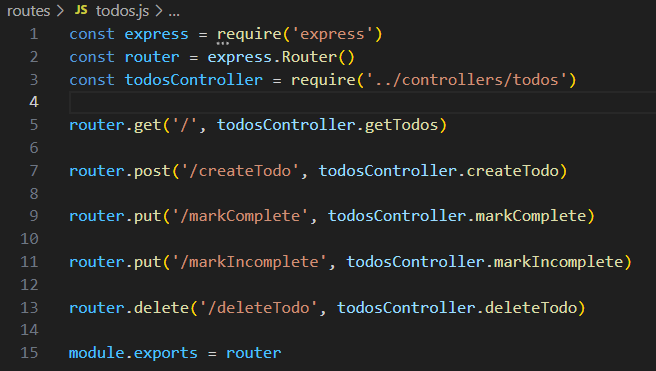 routes > JS todos.js > ...
1 const express = require('express')
2 const router = express.Router()
3 const todosController = require('../controllers/todos')
4
5 router.get('/', todosController.getTodos)
6
7 router.post('/createTodo', todosController.createTodo)
8
9 router.put('/markComplete', todosController.markComplete)
10
11 router.put('/markIncomplete', todosController.markIncomplete)
12
13 router.delete('/deleteTodo', todosController.deleteTodo)
14
15 module.exports = router